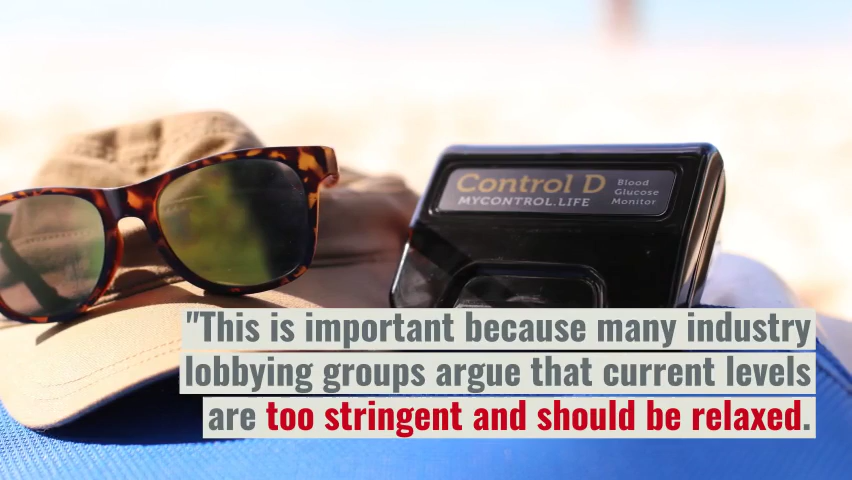 Control D
Blood
Glucose
Monitor
MYCONTROL.LIFE
"This is important because many industry
lobbying groups argue that current levels
are too stringent and should be relaxed.